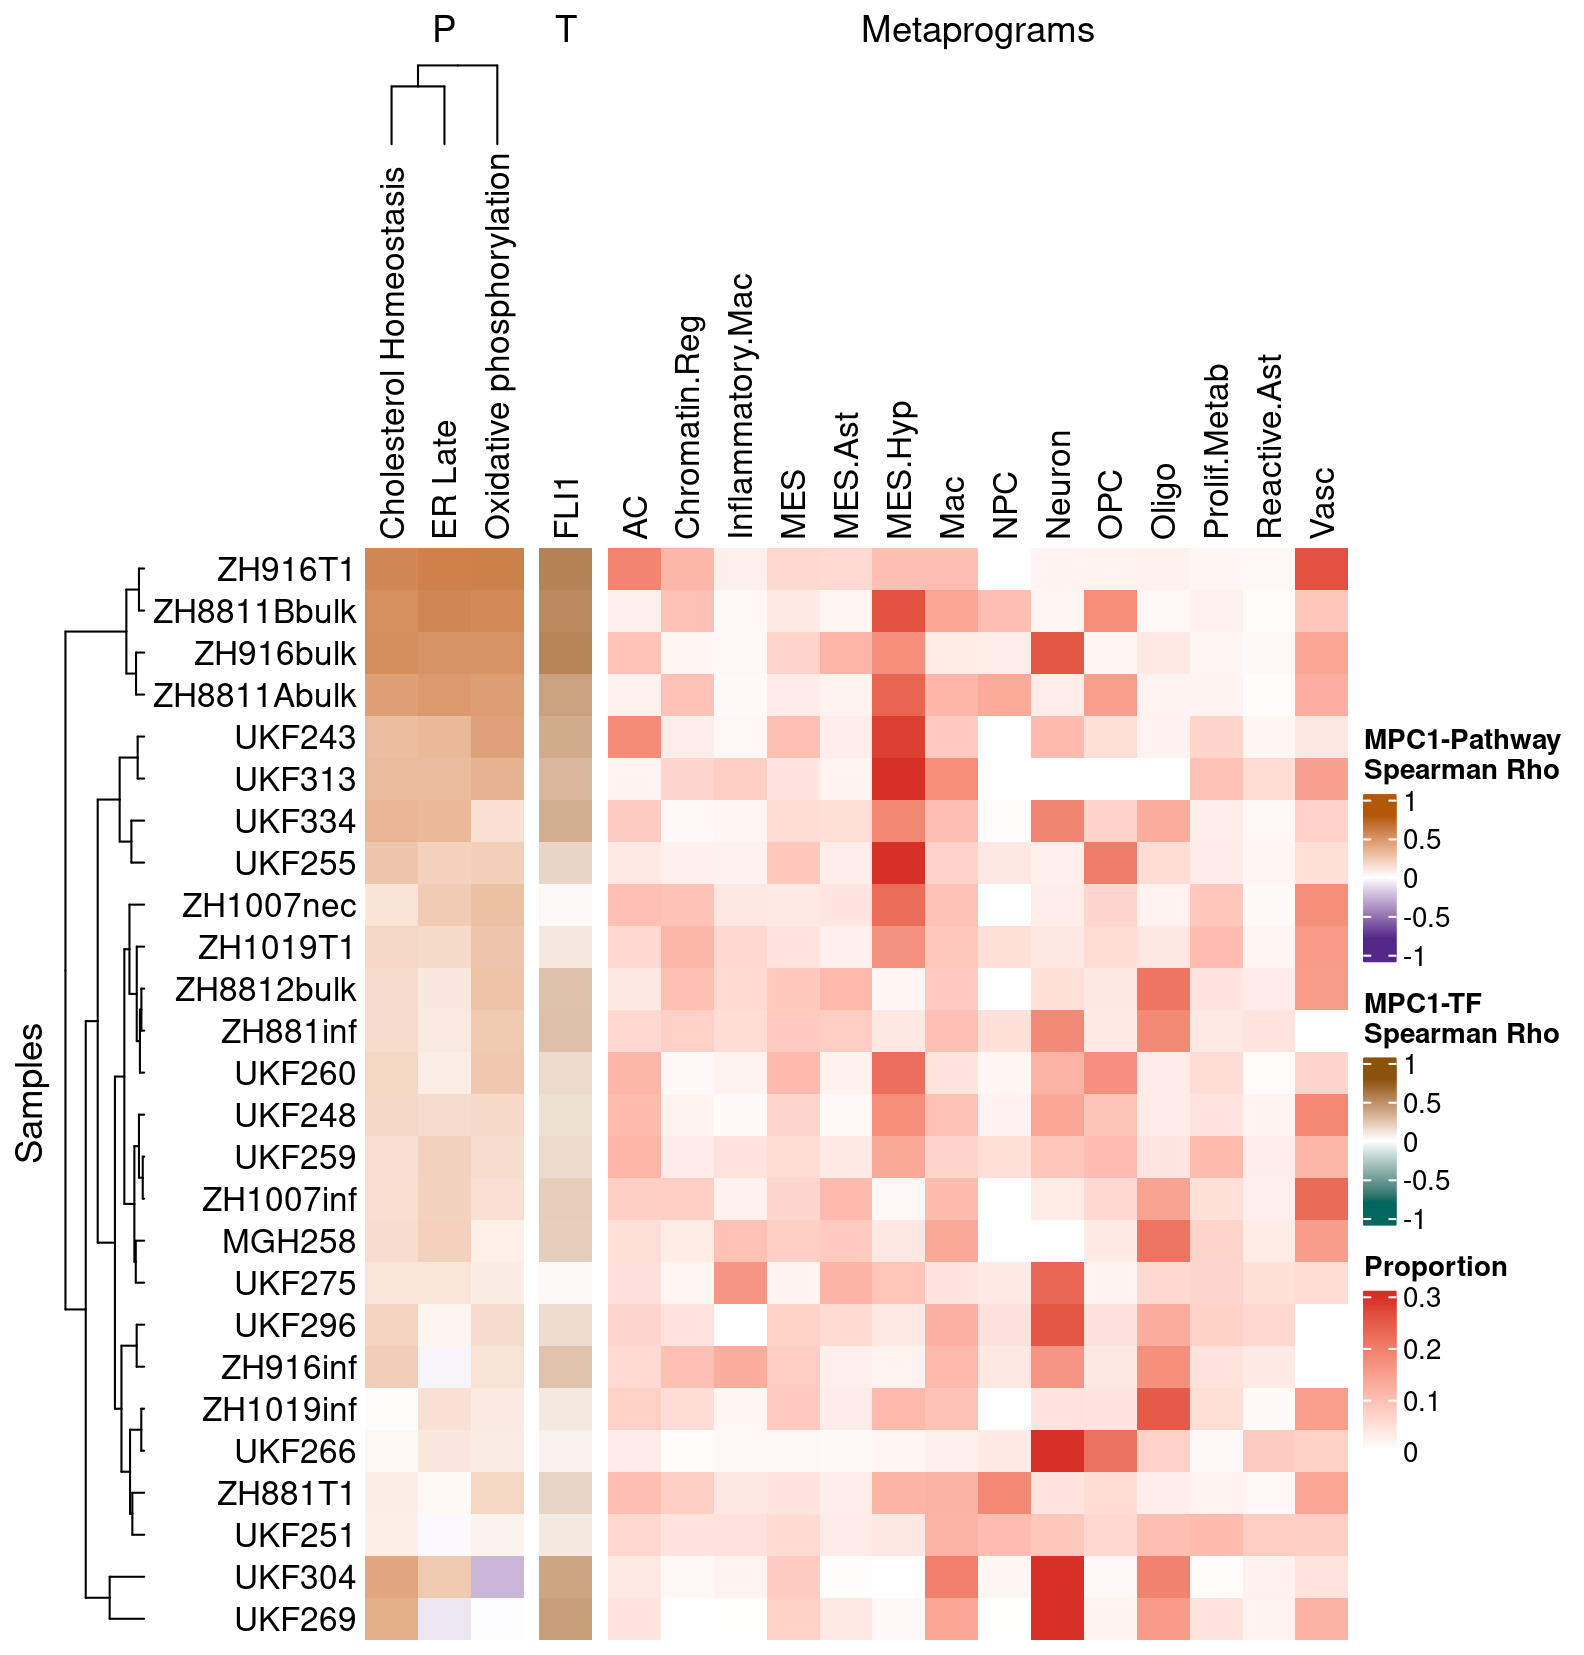 P
T
Metaprograms
Cholesterol Homeostasis
ER Late
Oxidative phosphorylation
FLI1
AC
Chromatin.Reg
Inflammatory.Mac
MES
MES.Ast
MES.Hyp
Mac
NPC
Neuron
OPC
Oligo
Prolif.Metab
Reactive.Ast
Vasc
Samples
ZH916T1
ZH8811Bbulk
ZH916bulk
ZH8811Abulk
UKF243
UKF313
UKF334
UKF255
ZH1007nec
ZH1019T1
ZH8812bulk
ZH881inf
UKF260
UKF248
UKF259
ZH1007inf
MGH258
UKF275
UKF296
ZH916inf
ZH1019inf
UKF266
ZH881T1
UKF251
UKF304
UKF269
MPC1-Pathway
Spearman Rho
1
0.5
0
-0.5
-1
MPC1-TF
Spearman Rho
1
0.5
0
-0.5
-1
Proportion
0.3
0.2
0.1
0